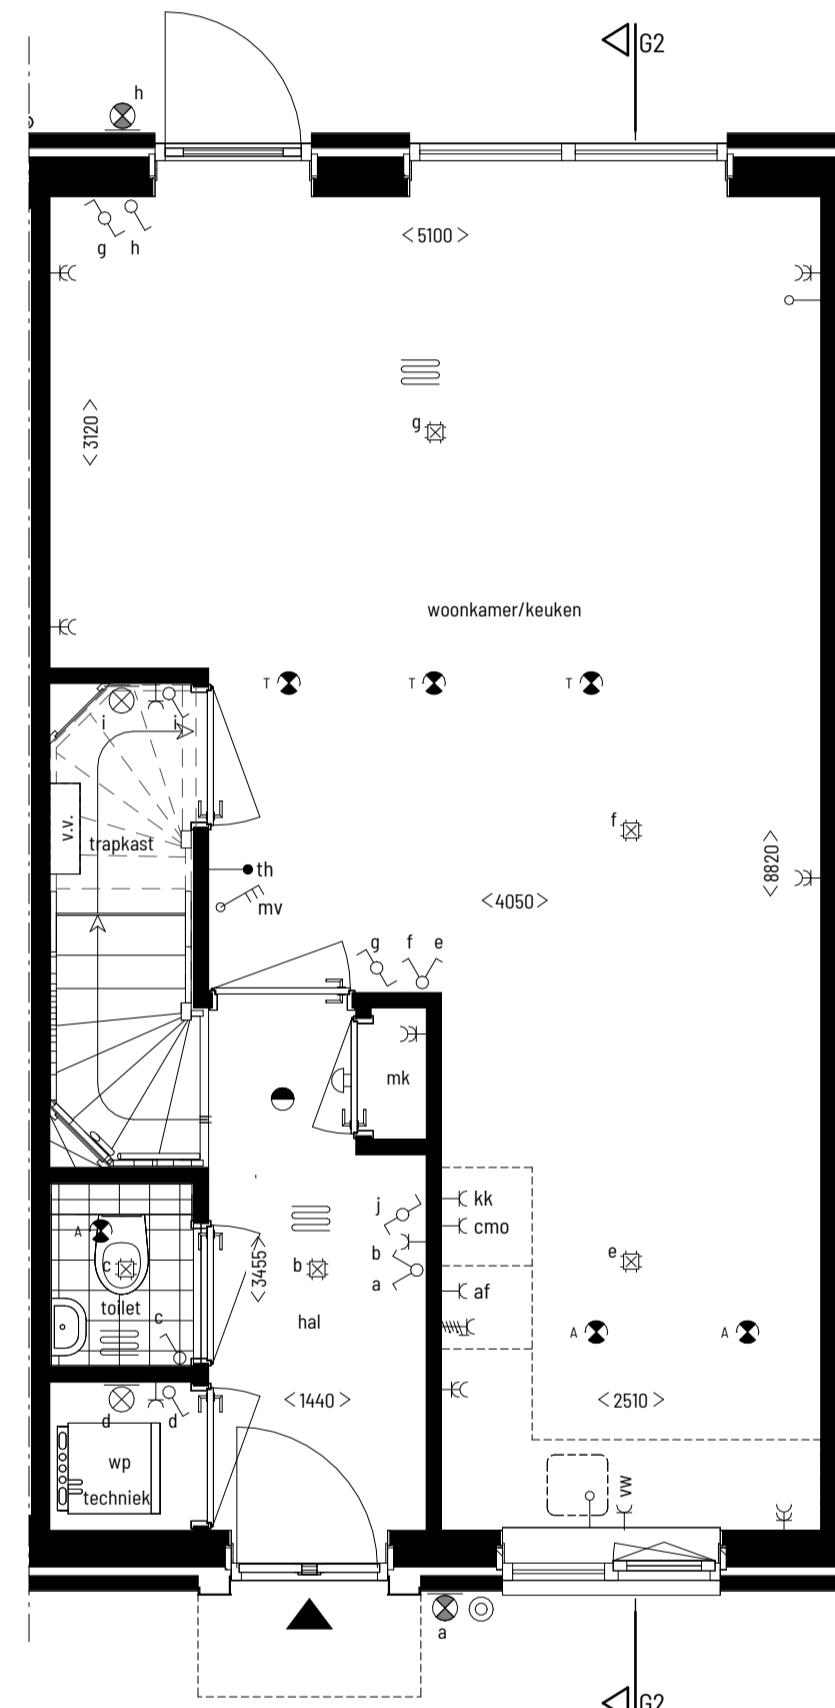 G2
h
g h
<5100>
<3120>
g
woonkamer/keuken
T T T
i i
f
v.v.
trapkast
<8820>
th
<4050>
mv
g f e
mk
kk
j
cmo
A
b
e
c
b
<3455>
a
af
toilet
hal
c
A A
<1440>
<2510>
d d
wp
techniek
vw
a
G2